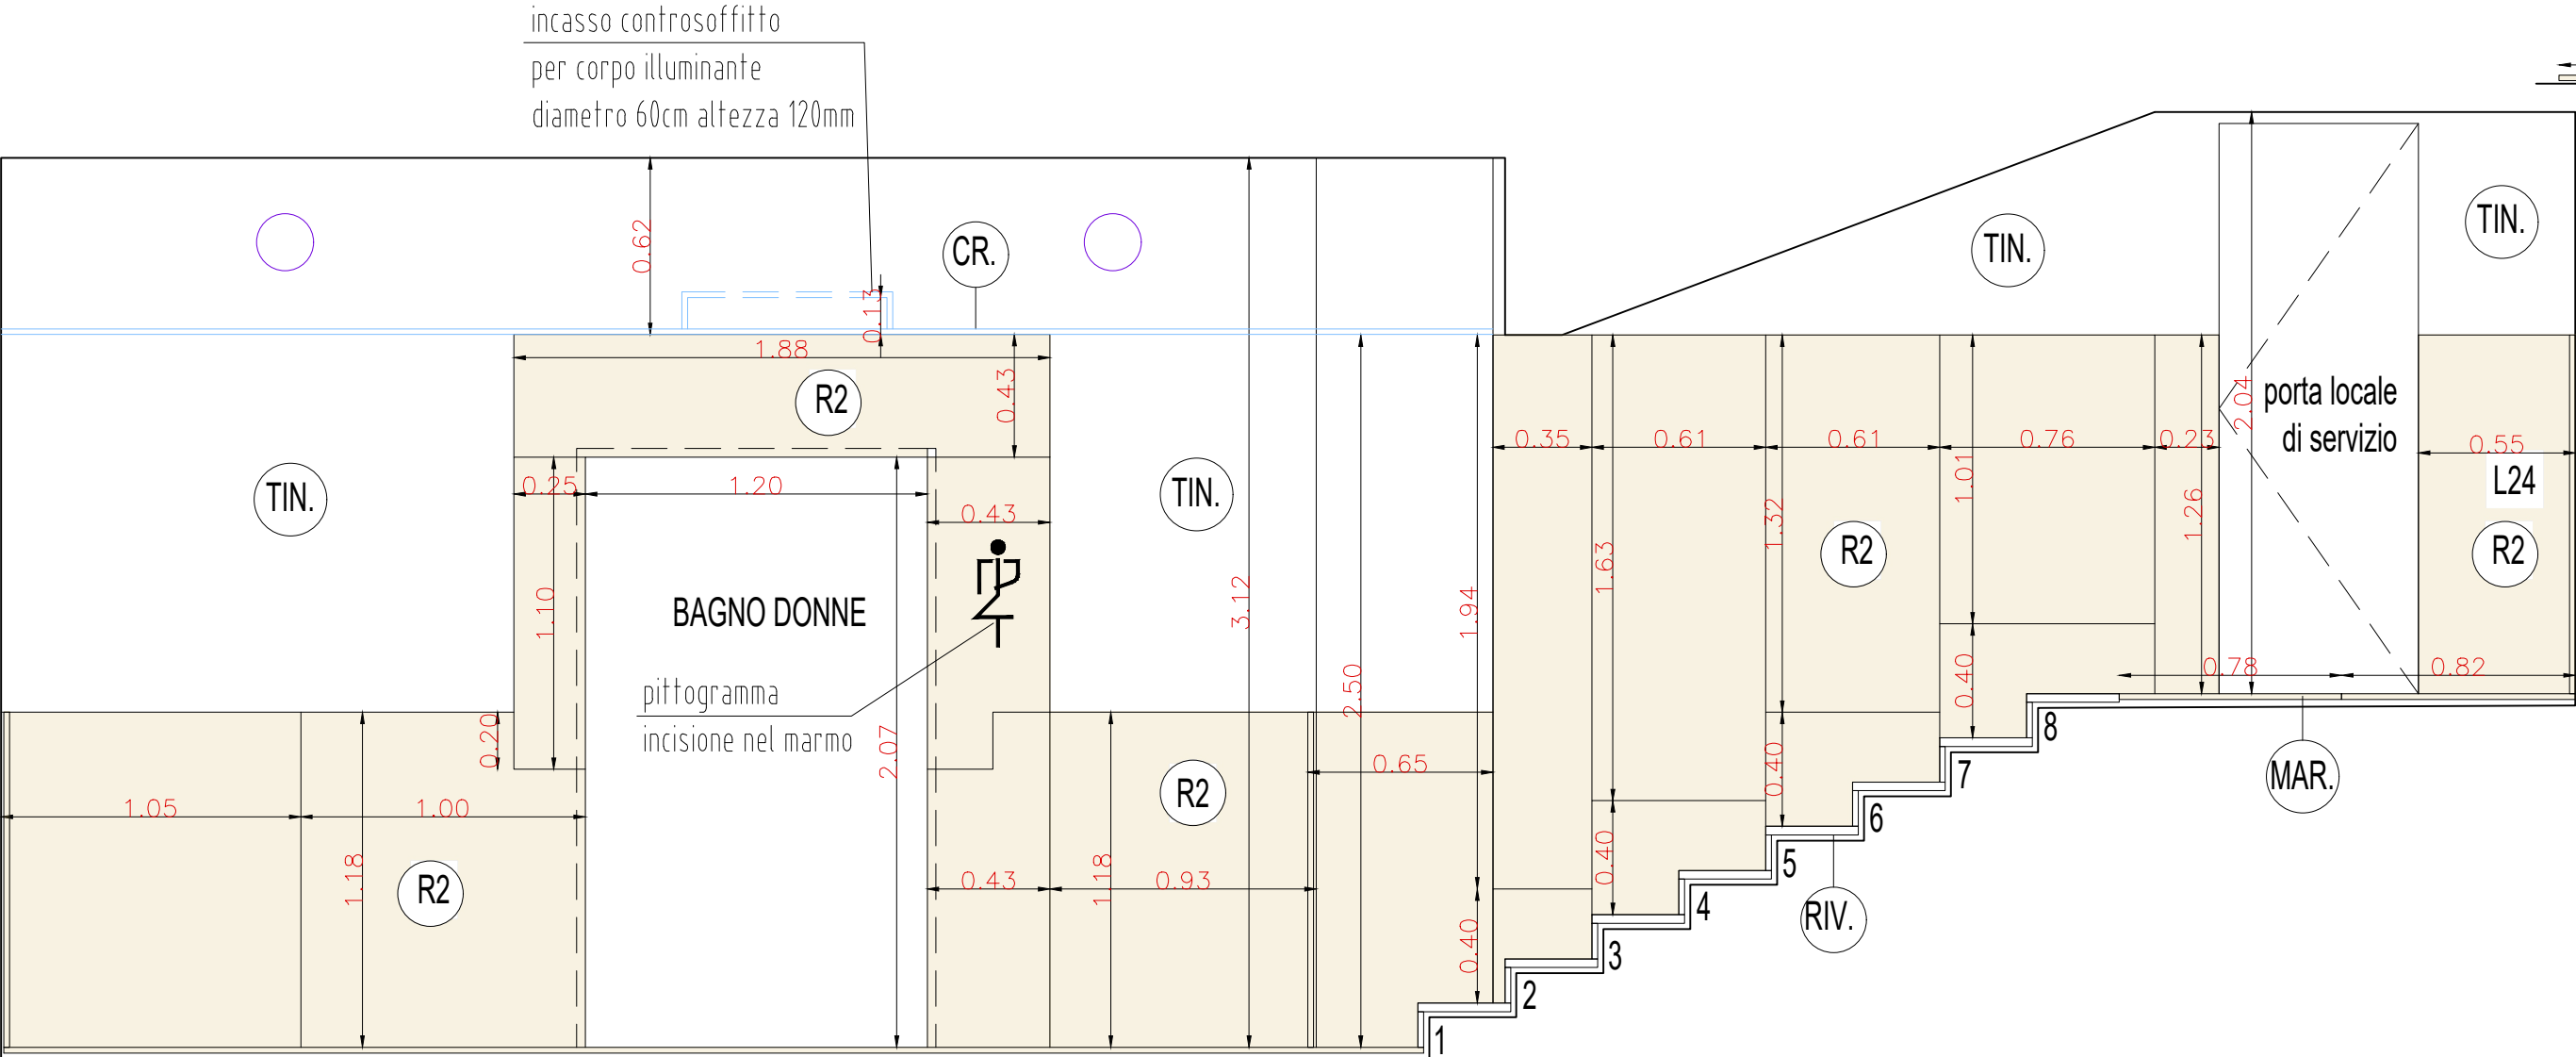 incasso controsoffitto
per corpo illuminante
diametro 60cm altezza 120mm
0.62
CR.
TIN.
TIN.
0.13
1.88
0.43
R2
2.04
porta locale
di servizio
0.35
0.61
0.61
0.76
0.23
0.55
L24
TIN.
0.25
1.20
0.43
TIN.
1.01
1.32
1.26
1.63
R2
R2
1.10
BAGNO DONNE
3.12
1.94
2.50
0.40
0.78
0.82
pittogramma
incisione nel marmo
0.20
2.07
0.65
R2
0.40
8
7
MAR.
1.05
1.00
1.18
R2
0.43
1.18
0.93
0.40
6
5
RIV.
4
0.40
3
2
1